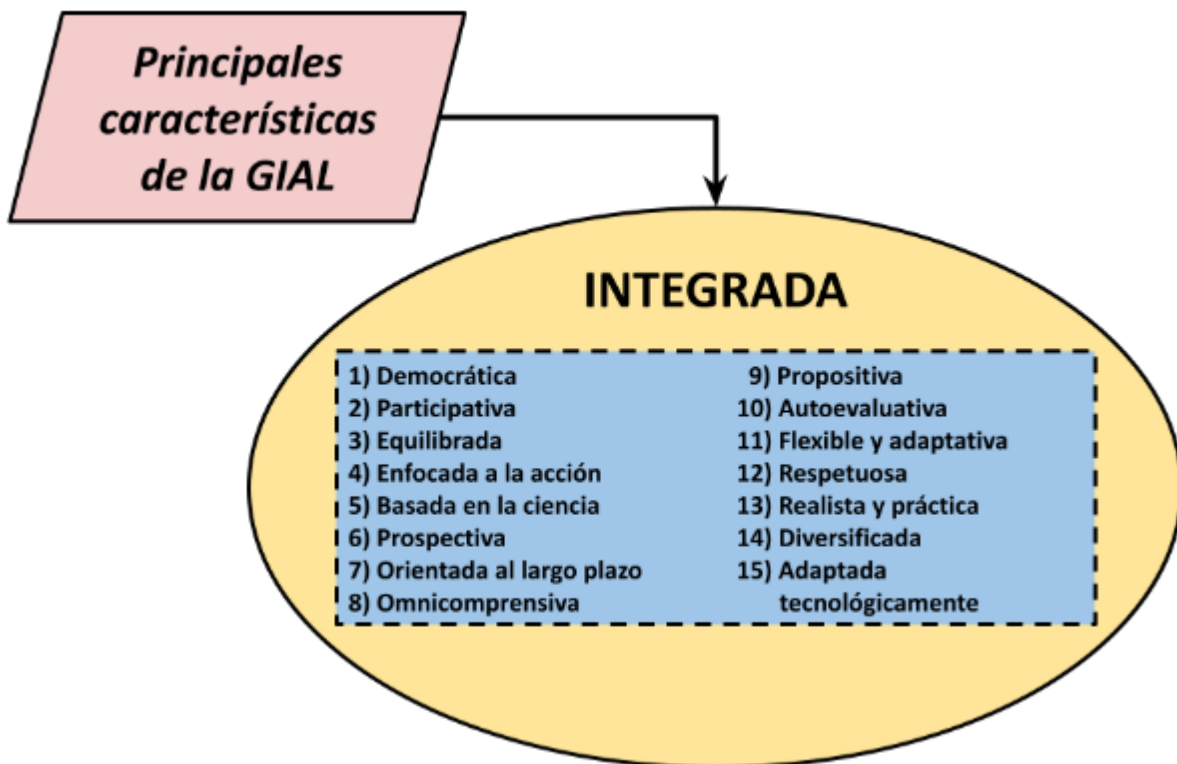 Principales
características
de la GIAL
INTEGRADA
1) Democrática
2) Participativa
3) Equilibrada
4) Enfocada a la acción
5) Basada en la ciencia
6) Prospectiva
7) Orientada al largo plazo
8) Omnicomprensiva
9) Propositiva
10) Autoevaluativa
11) Flexible y adaptativa
12) Respetuosa
13) Realista y práctica
14) Diversificada
15) Adaptada
tecnológicamente